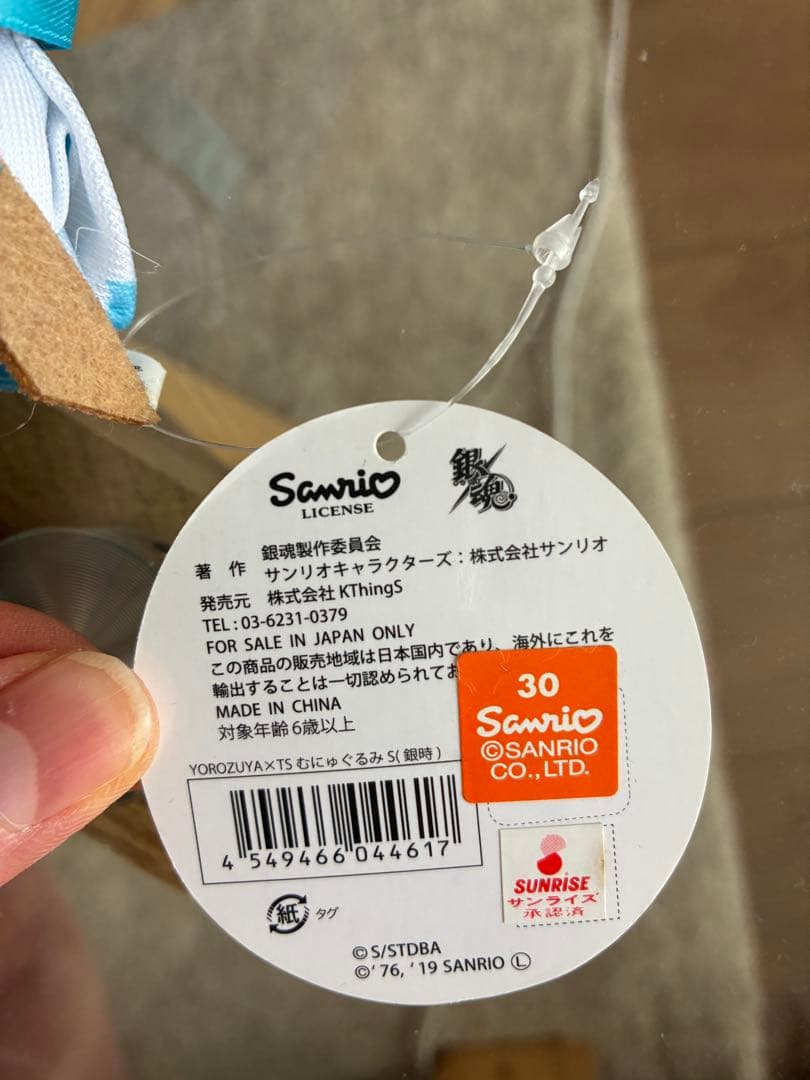 Sanrio
LICENSE
銀魂
著 作 銀魂製作委員会
サンリオキャラクターズ：株式会社サンリオ
発売元 株式会社 KThingS
TEL : 03-6231-0379
FOR SALE IN JAPAN ONLY
この商品の販売地域は日本国内であり、海外にこれを
輸出することは一切認められてお
MADE IN CHINA
対象年齢 6歳以上
YOROZUYA×TS むにゅぐるみ S( 銀時 )
4 549466 044617
30
Sanrio
©SANRIO
CO., LTD.
SUNRISE
サンライズ
承認済
紙 タグ
© S/STDBA
©' 76, ' 19 SANRIO Ⓛ